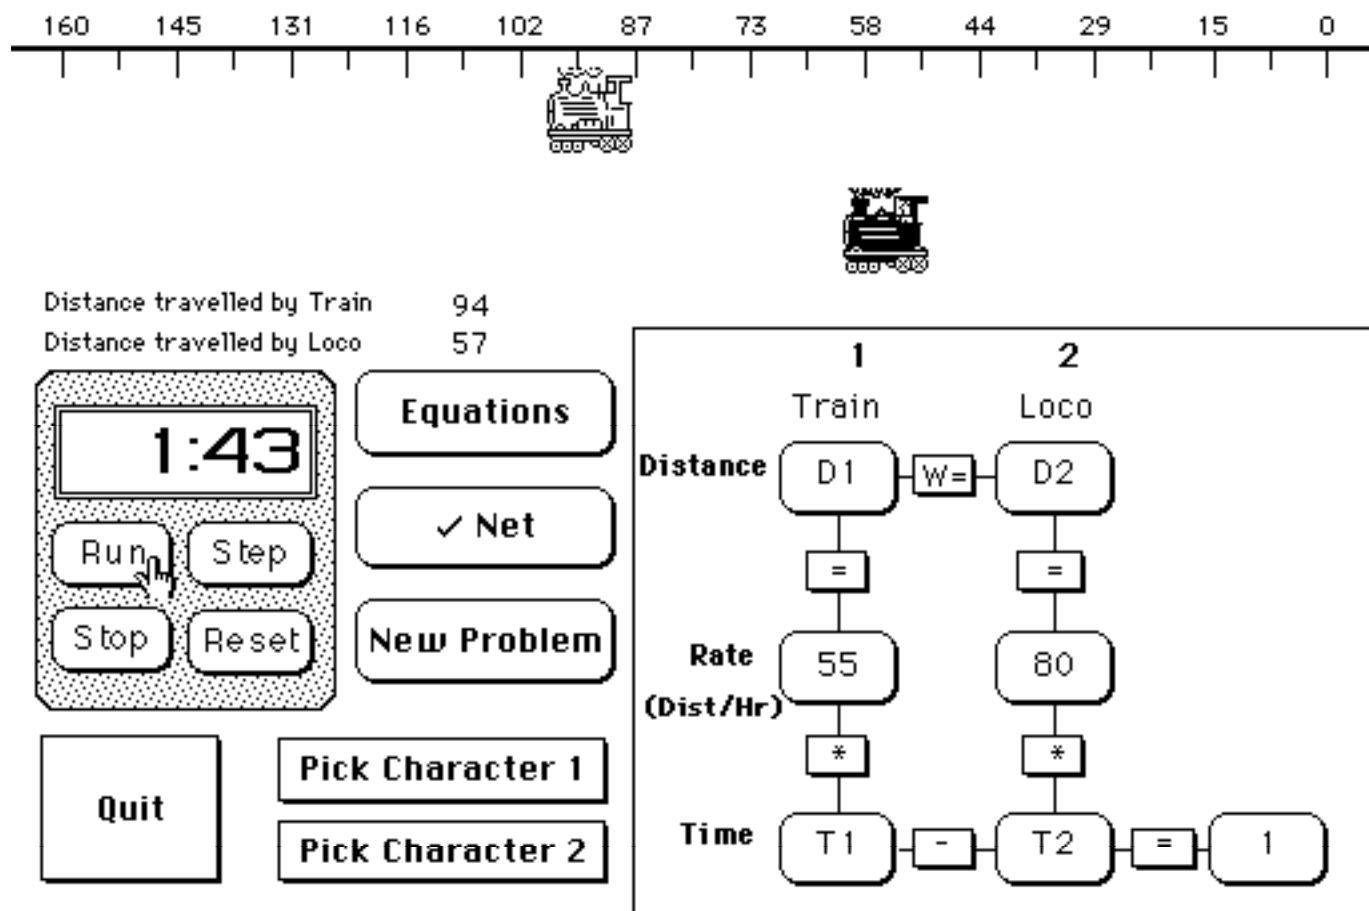 160 145 131 116 102 87 73 58 44 29 15 0
Distance travelled by Train 94
Distance travelled by Loco 57
1:43
Run Step
Stop Reset
Equations
✓ Net
New Problem
Quit
Pick Character 1
Pick Character 2
1 2
Train Loco
Distance D1 W= D2
= =
Rate 55 80
(Dist/Hr)
* *
Time T1 - T2 = 1